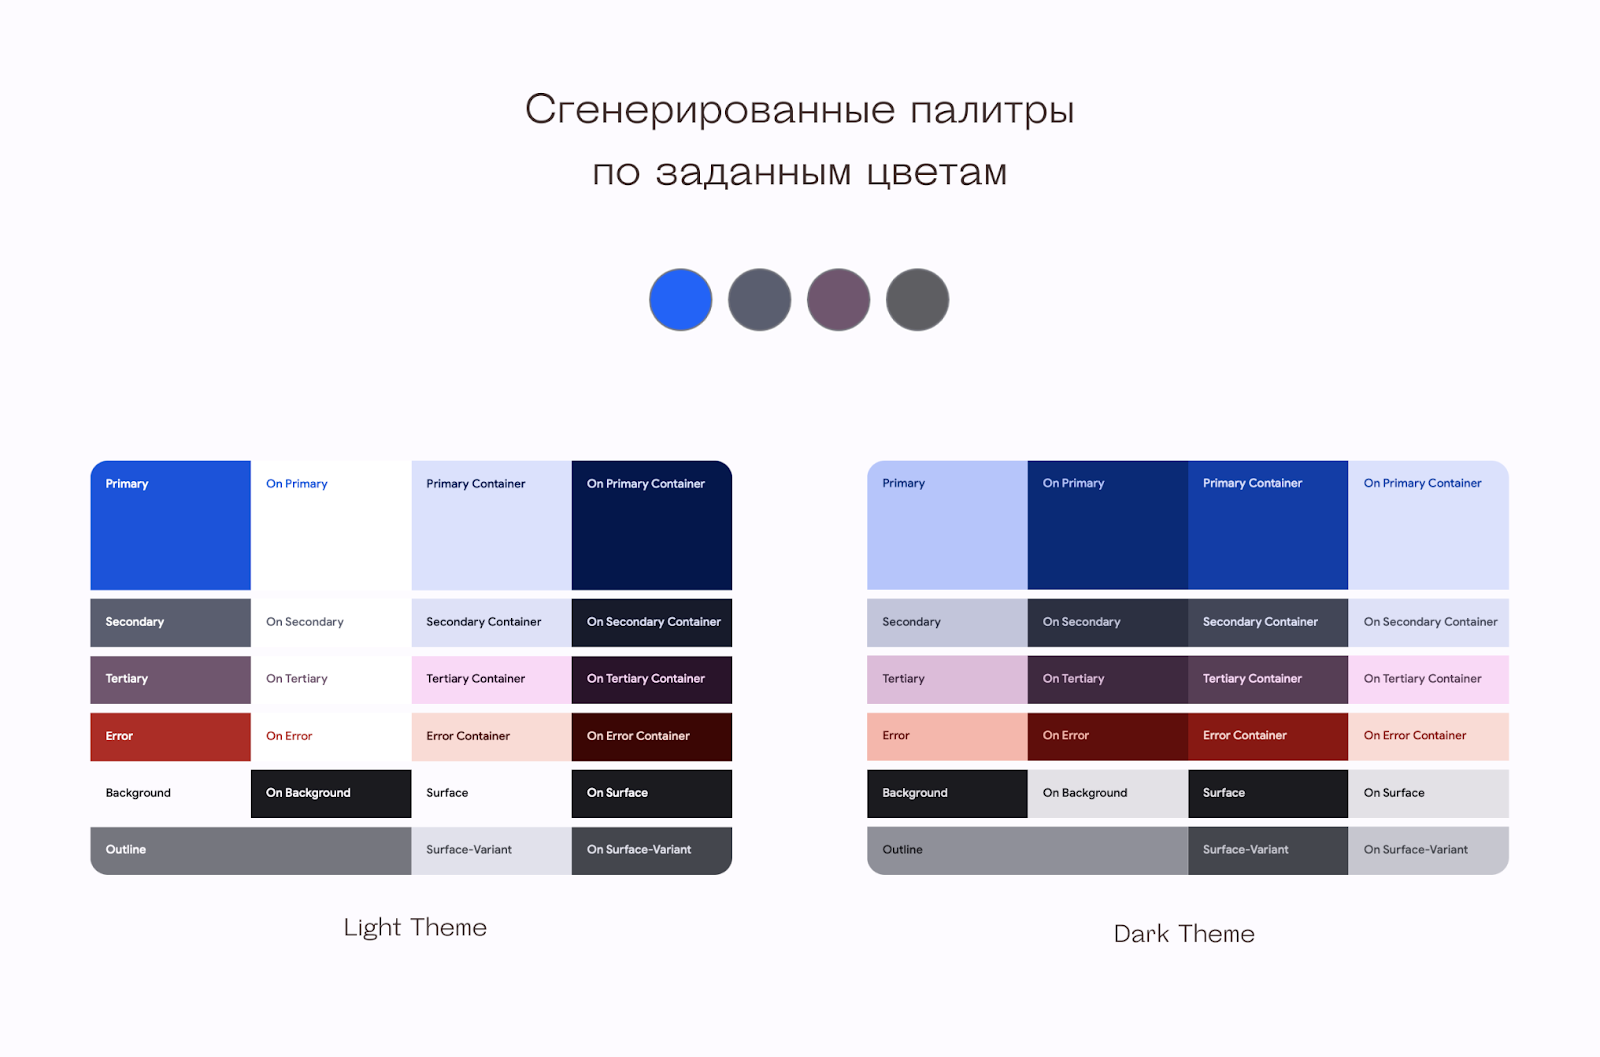 Сгенерированные палитры
по заданным цветам
Primary
On Primary
Primary Container
On Primary Container
Secondary
On Secondary
Secondary Container
On Secondary Container
Tertiary
On Tertiary
Tertiary Container
On Tertiary Container
Error
On Error
Error Container
On Error Container
Background
On Background
Surface
On Surface
Outline
Surface-Variant
On Surface-Variant
Light Theme
Primary
On Primary
Primary Container
On Primary Container
Secondary
On Secondary
Secondary Container
On Secondary Container
Tertiary
On Tertiary
Tertiary Container
On Tertiary Container
Error
On Error
Error Container
On Error Container
Background
On Background
Surface
On Surface
Outline
Surface-Variant
On Surface-Variant
Dark Theme